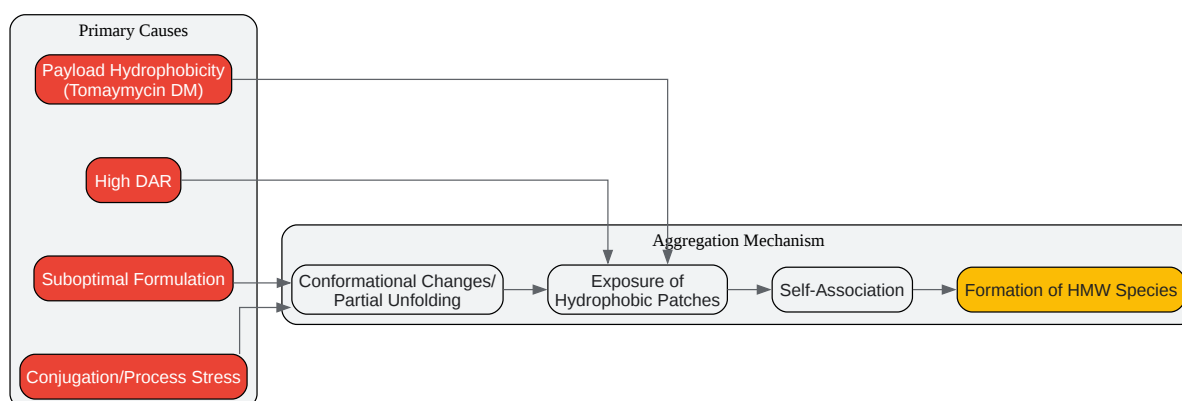 Primary Causes
Payload Hydrophobicity
(Tomaymycin DM)
High DAR
Suboptimal Formulation
Conjugation/Process Stress
Aggregation Mechanism
Conformational Changes/
Partial Unfolding
Exposure of
Hydrophobic Patches
Self-Association
Formation of HMW Species